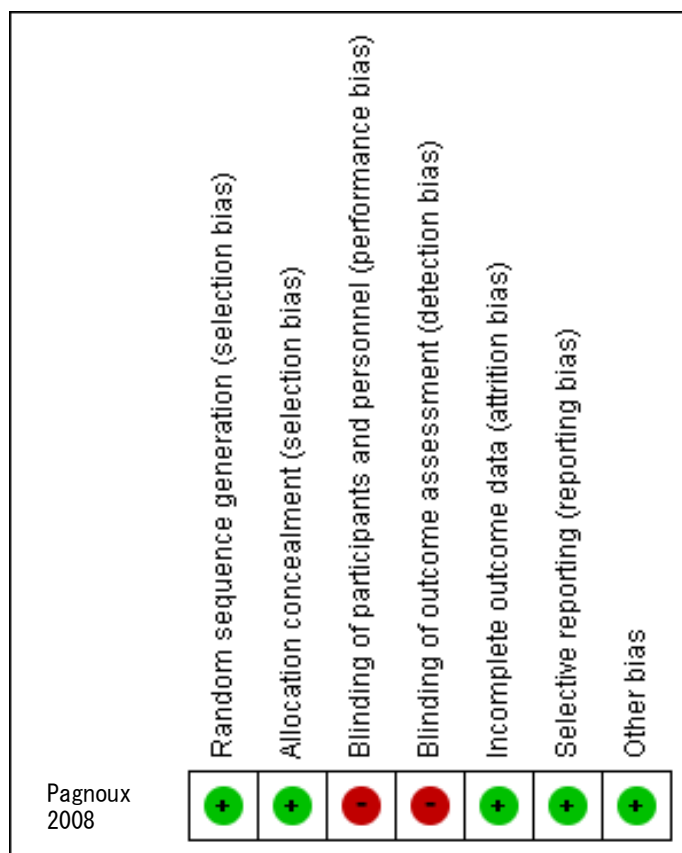 Random sequence generation (selection bias)
Allocation concealment (selection bias)
Blinding of participants and personnel (performance bias)
Blinding of outcome assessment (detection bias)
Incomplete outcome data (attrition bias)
Selective reporting (reporting bias)
Other bias
Pagnoux
2008
+ + - - + + +